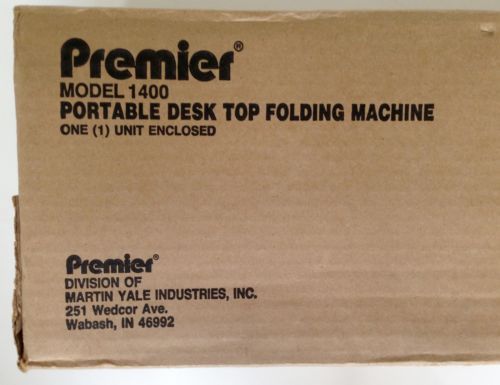 Premier®
MODEL 1400
PORTABLE DESK TOP FOLDING MACHINE
ONE (1) UNIT ENCLOSED
Premier®
DIVISION OF
MARTIN YALE INDUSTRIES, INC.
251 Wedcor Ave.
Wabash, IN 46992